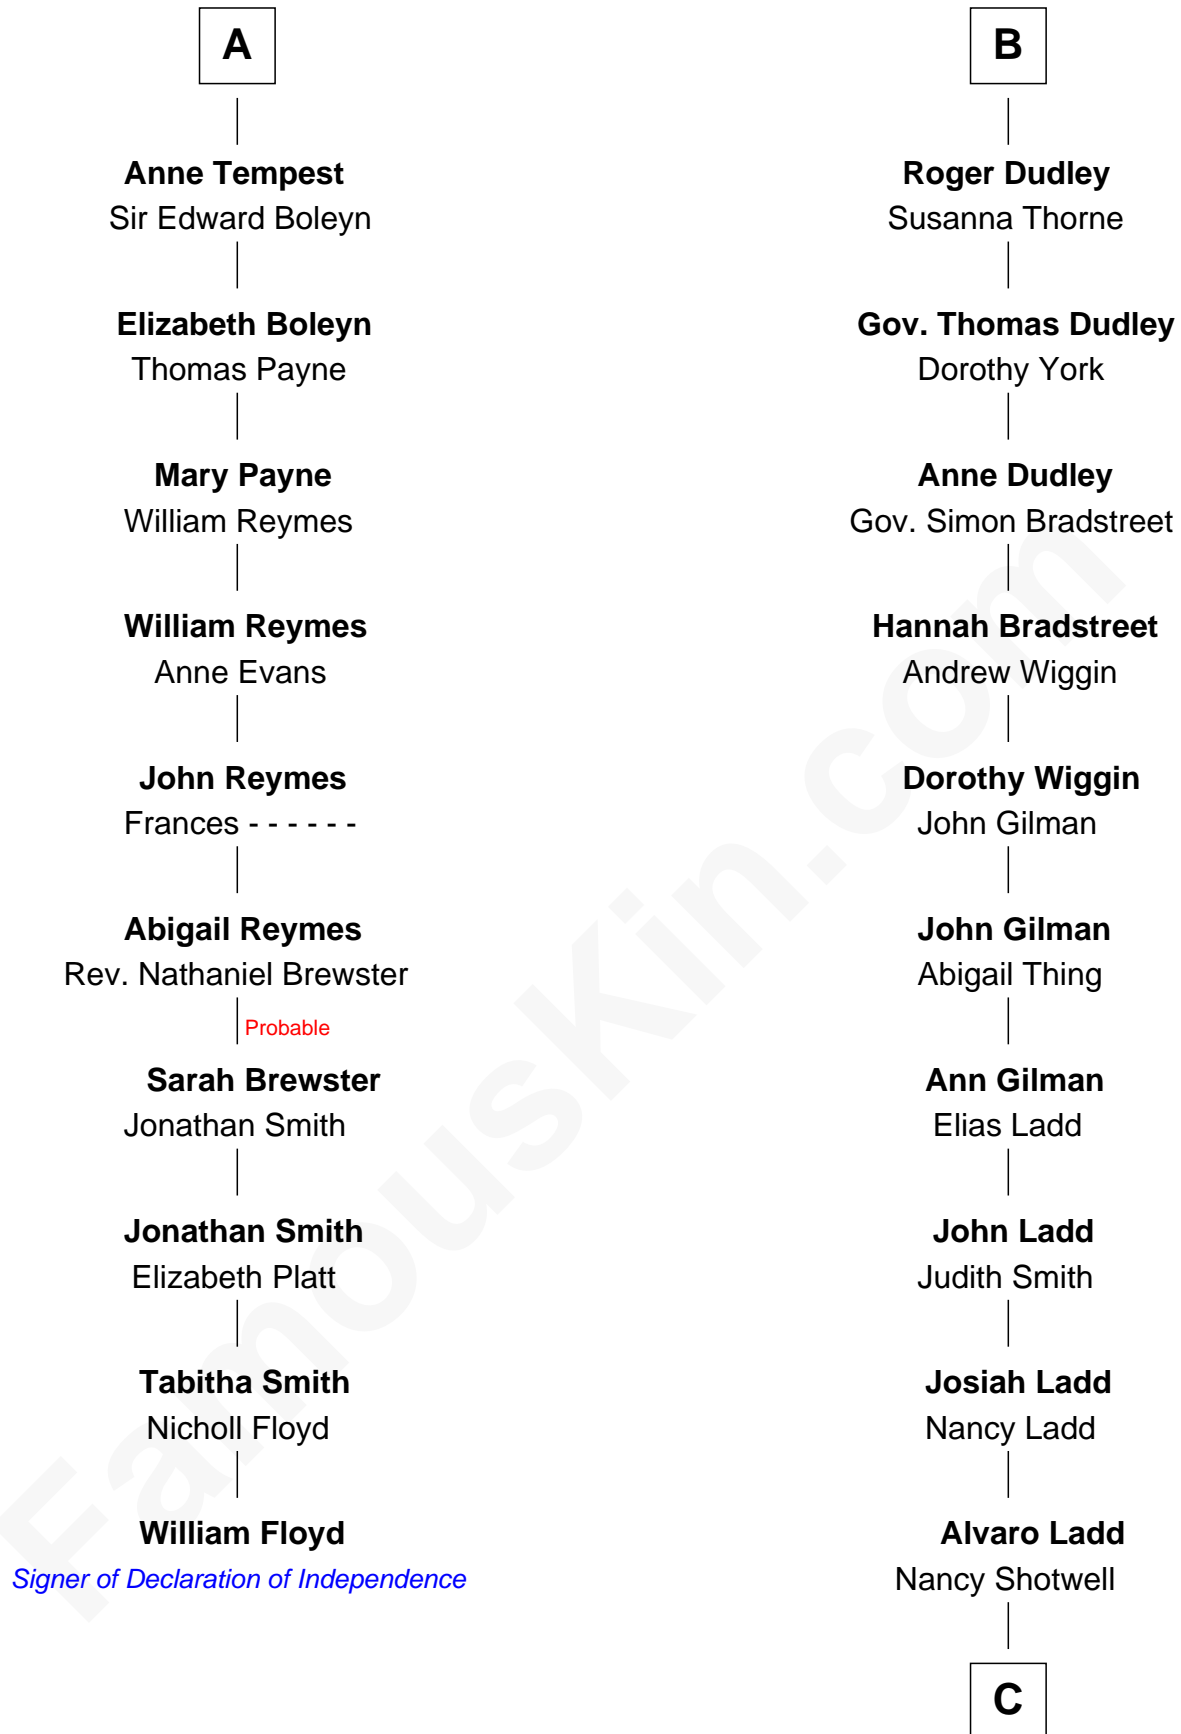 A
Anne Tempest
Sir Edward Boleyn
Elizabeth Boleyn
Thomas Payne
Mary Payne
William Reymes
William Reymes
Anne Evans
John Reymes
Frances - - - - - -
Abigail Reymes
Rev. Nathaniel Brewster
Probable
Sarah Brewster
Jonathan Smith
Jonathan Smith
Elizabeth Platt
Tabitha Smith
Nicholl Floyd
William Floyd
Signer of Declaration of Independence
B
Roger Dudley
Susanna Thorne
Gov. Thomas Dudley
Dorothy York
Anne Dudley
Gov. Simon Bradstreet
Hannah Bradstreet
Andrew Wiggin
Dorothy Wiggin
John Gilman
John Gilman
Abigail Thing
Ann Gilman
Elias Ladd
John Ladd
Judith Smith
Josiah Ladd
Nancy Ladd
Alvaro Ladd
Nancy Shotwell
C
FamousKin.com